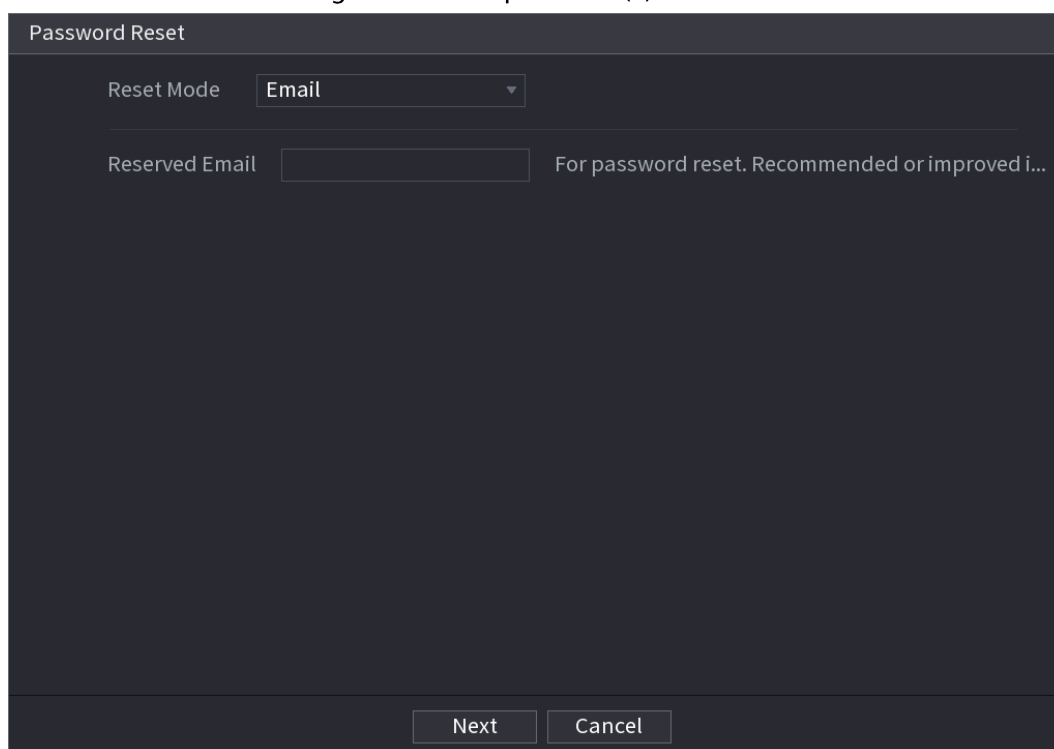 Password Reset
Reset Mode Email
Reserved Email For password reset. Recommended or improved i...
Next Cancel